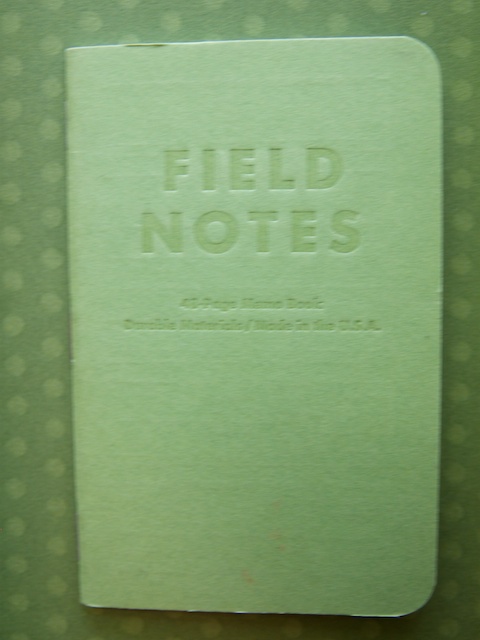 FIELD
NOTES
48-Page Memo Book
Durable Materials / Made in the U.S.A.